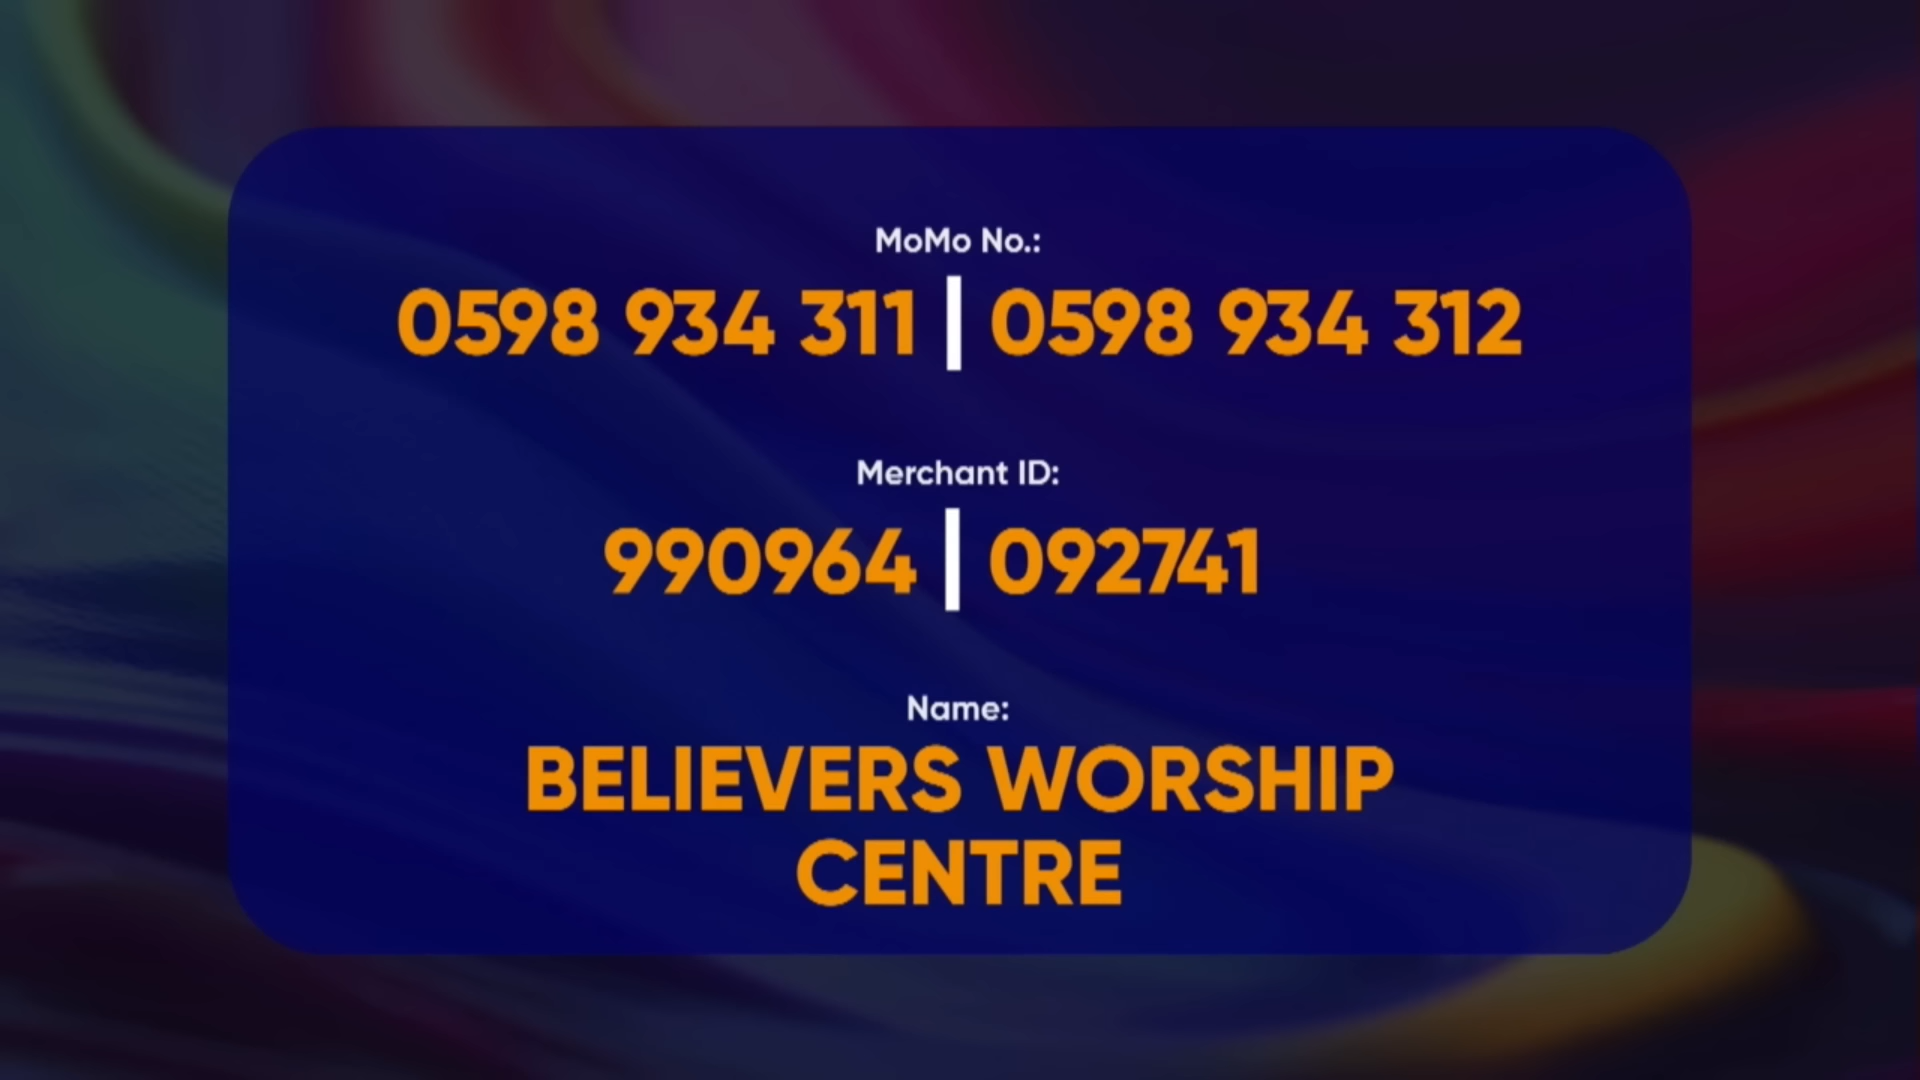 MoMo No.:
0598 934 311 | 0598 934 312
Merchant ID:
990964 | 092741
Name:
BELIEVERS WORSHIP
CENTRE